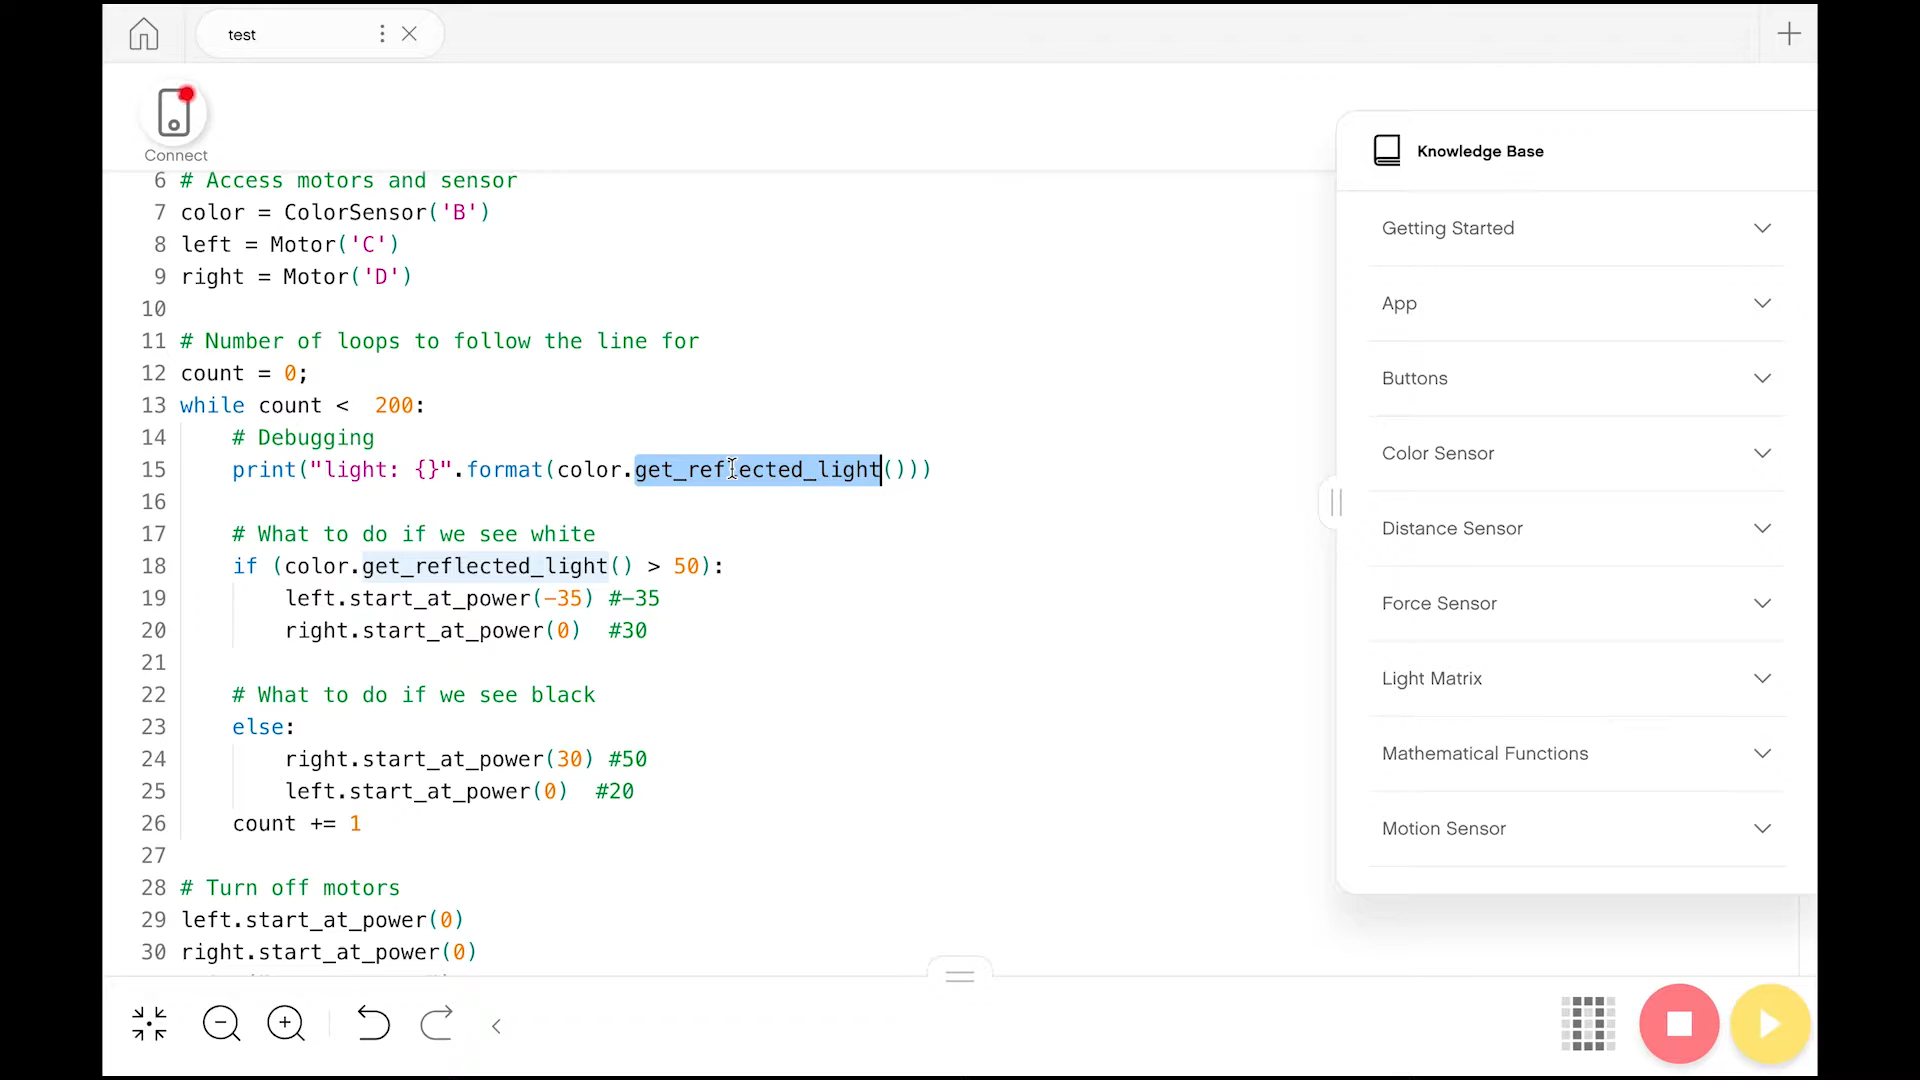 test
Connect
6 # Access motors and sensor
7 color = ColorSensor('B')
8 left = Motor('C')
9 right = Motor('D')
10
11 # Number of loops to follow the line for
12 count = 0;
13 while count <  200:
14     # Debugging
15     print("light: {}".format(color.get_reflected_light()))
16
17     # What to do if we see white
18     if (color.get_reflected_light() > 50):
19         left.start_at_power(-35) #-35
20         right.start_at_power(0)  #30
21
22     # What to do if we see black
23     else:
24         right.start_at_power(30) #50
25         left.start_at_power(0)  #20
26     count += 1
27
28 # Turn off motors
29 left.start_at_power(0)
30 right.start_at_power(0)
Knowledge Base
Getting Started
App
Buttons
Color Sensor
Distance Sensor
Force Sensor
Light Matrix
Mathematical Functions
Motion Sensor